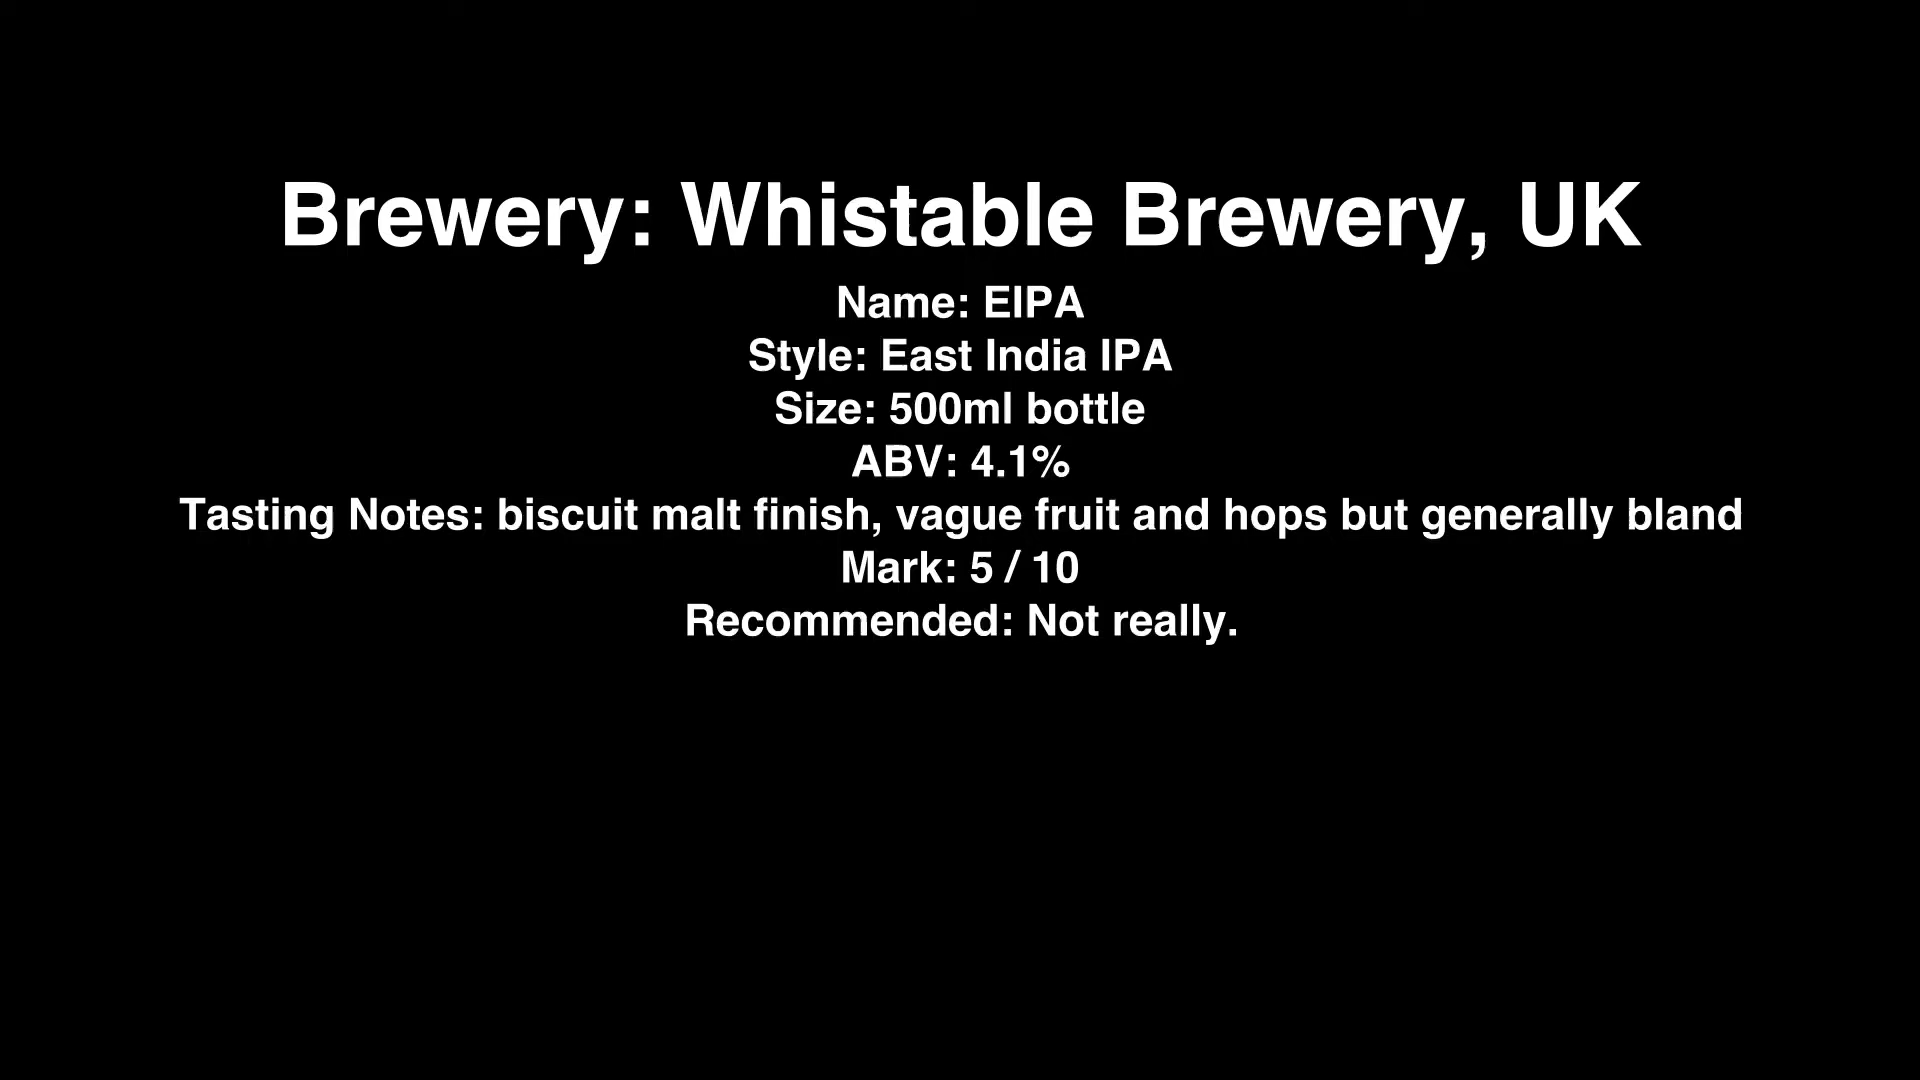 Brewery: Whistable Brewery, UK
Name: EIPA
Style: East India IPA
Size: 500ml bottle
ABV: 4.1%
Tasting Notes: biscuit malt finish, vague fruit and hops but generally bland
Mark: 5 / 10
Recommended: Not really.